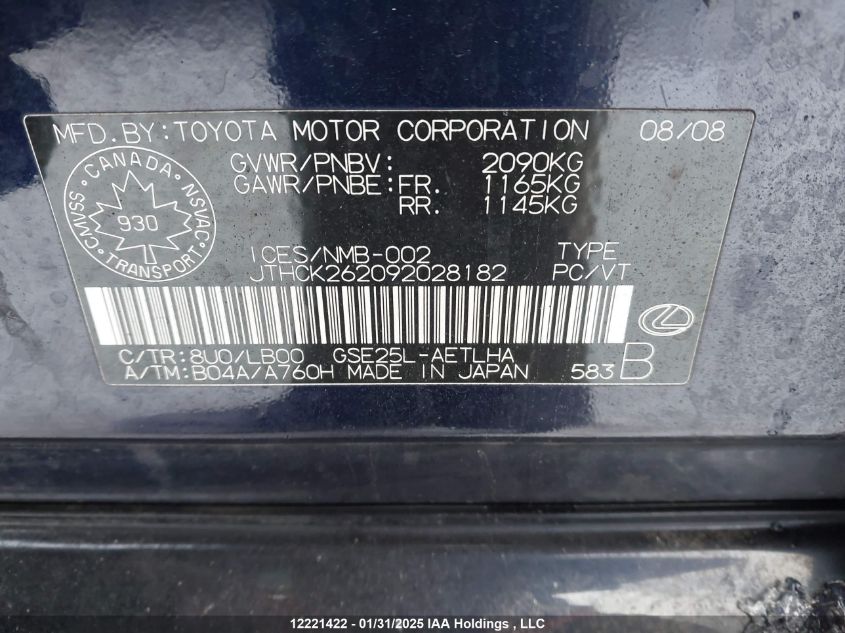 MFD.BY:TOYOTA MOTOR CORPORATION 08/08
GVWR/PNBV: 2090KG
GAWR/PNBE:FR. 1165KG
RR. 1145KG
CANADA
CMVSS NSVAC
930
TRANSPORT
ICES/NMB-002 TYPE
JTHCK262092028182 PC/VT
C/TR:8U0/LB00 GSE25L-AETLHA
A/TM:B04A/A760H MADE IN JAPAN 583 B
12221422 - 01/31/2025 IAA Holdings , LLC